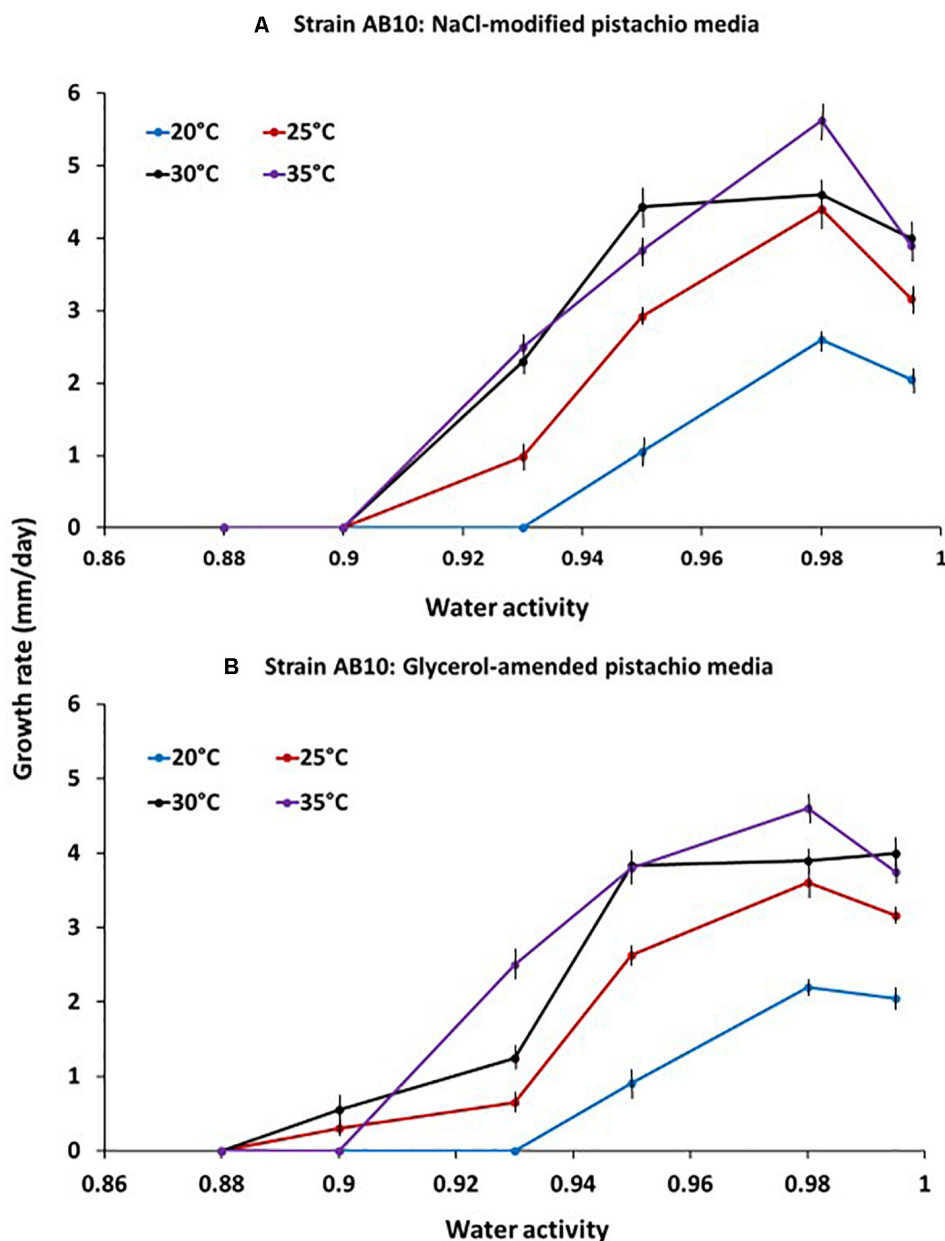 A Strain AB10: NaCl-modified pistachio media
6
20°C 25°C
5
30°C 35°C
4
3
2
1
0
0.86 0.88 0.9 0.92 0.94 0.96 0.98 1
Water activity
Growth rate (mm/day)
B Strain AB10: Glycerol-amended pistachio media
6
20°C 25°C
5
30°C 35°C
4
3
2
1
0
0.86 0.88 0.9 0.92 0.94 0.96 0.98 1
Water activity